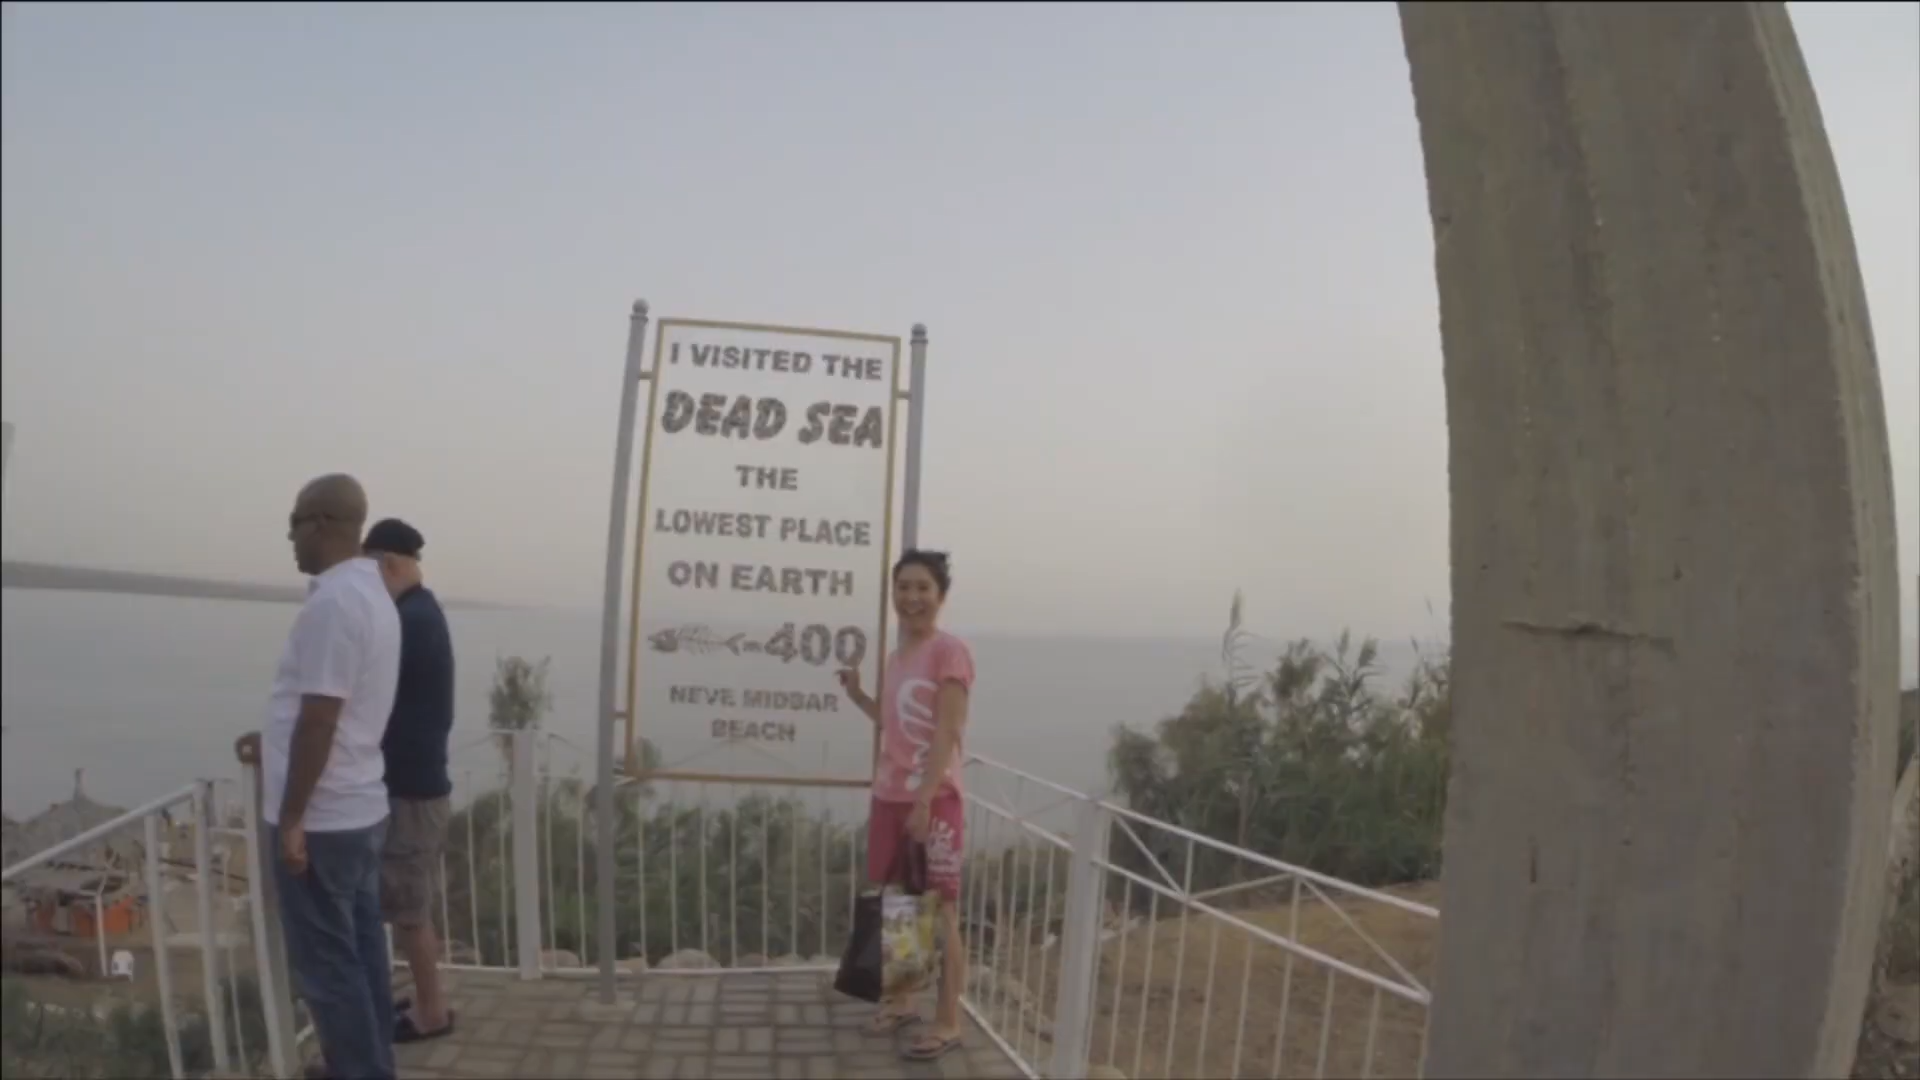 I VISITED THE
DEAD SEA
THE
LOWEST PLACE
ON EARTH
m-400
NEVE MIDBAR
BEACH